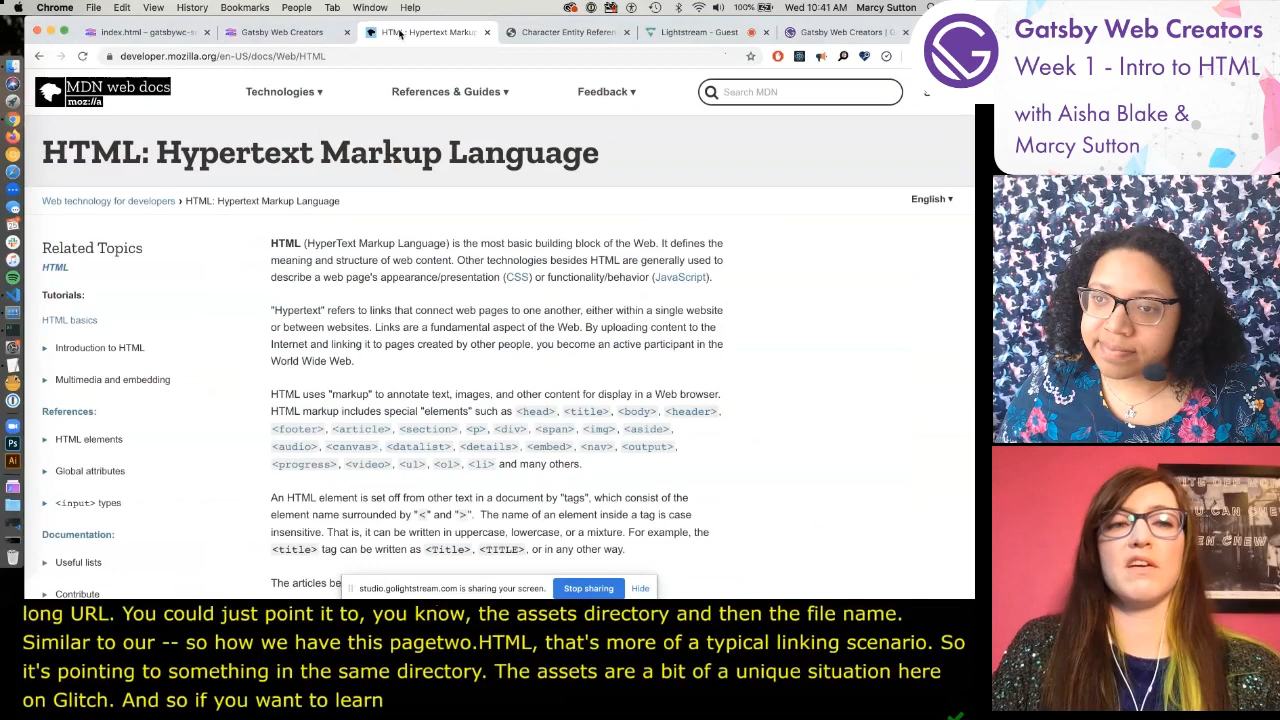 Chrome File Edit View History Bookmarks People Tab Window Help
Wed 10:41 AM Marcy Sutton
index.html – gatsbywc-s
Gatsby Web Creators
HTML: Hypertext Marku
Character Entity Referen
Lightstream - Guest
Gatsby Web Creators | G
developer.mozilla.org/en-US/docs/Web/HTML
MDN web docs
moz://a
Technologies ▾
References & Guides ▾
Feedback ▾
Search MDN
HTML: Hypertext Markup Language
Web technology for developers › HTML: Hypertext Markup Language
English ▾
Related Topics
HTML
Tutorials:
HTML basics
Introduction to HTML
Multimedia and embedding
References:
HTML elements
Global attributes
<input> types
Documentation:
Useful lists
Contribute
HTML (HyperText Markup Language) is the most basic building block of the Web. It defines the
meaning and structure of web content. Other technologies besides HTML are generally used to
describe a web page's appearance/presentation (CSS) or functionality/behavior (JavaScript).
"Hypertext" refers to links that connect web pages to one another, either within a single website
or between websites. Links are a fundamental aspect of the Web. By uploading content to the
Internet and linking it to pages created by other people, you become an active participant in the
World Wide Web.
HTML uses "markup" to annotate text, images, and other content for display in a Web browser.
HTML markup includes special "elements" such as <head>, <title>, <body>, <header>,
<footer>, <article>, <section>, <p>, <div>, <span>, <img>, <aside>,
<audio>, <canvas>, <datalist>, <details>, <embed>, <nav>, <output>,
<progress>, <video>, <ul>, <ol>, <li> and many others.
An HTML element is set off from other text in a document by "tags", which consist of the
element name surrounded by "<" and ">". The name of an element inside a tag is case
insensitive. That is, it can be written in uppercase, lowercase, or a mixture. For example, the
<title> tag can be written as <Title>, <TITLE>, or in any other way.
The articles be
studio.golightstream.com is sharing your screen.
Stop sharing
Hide
long URL. You could just point it to, you know, the assets directory and then the file name.
Similar to our -- so how we have this pagetwo.HTML, that's more of a typical linking scenario. So
it's pointing to something in the same directory. The assets are a bit of a unique situation here
on Glitch. And so if you want to learn
Gatsby Web Creators
Week 1 - Intro to HTML
with Aisha Blake &
Marcy Sutton